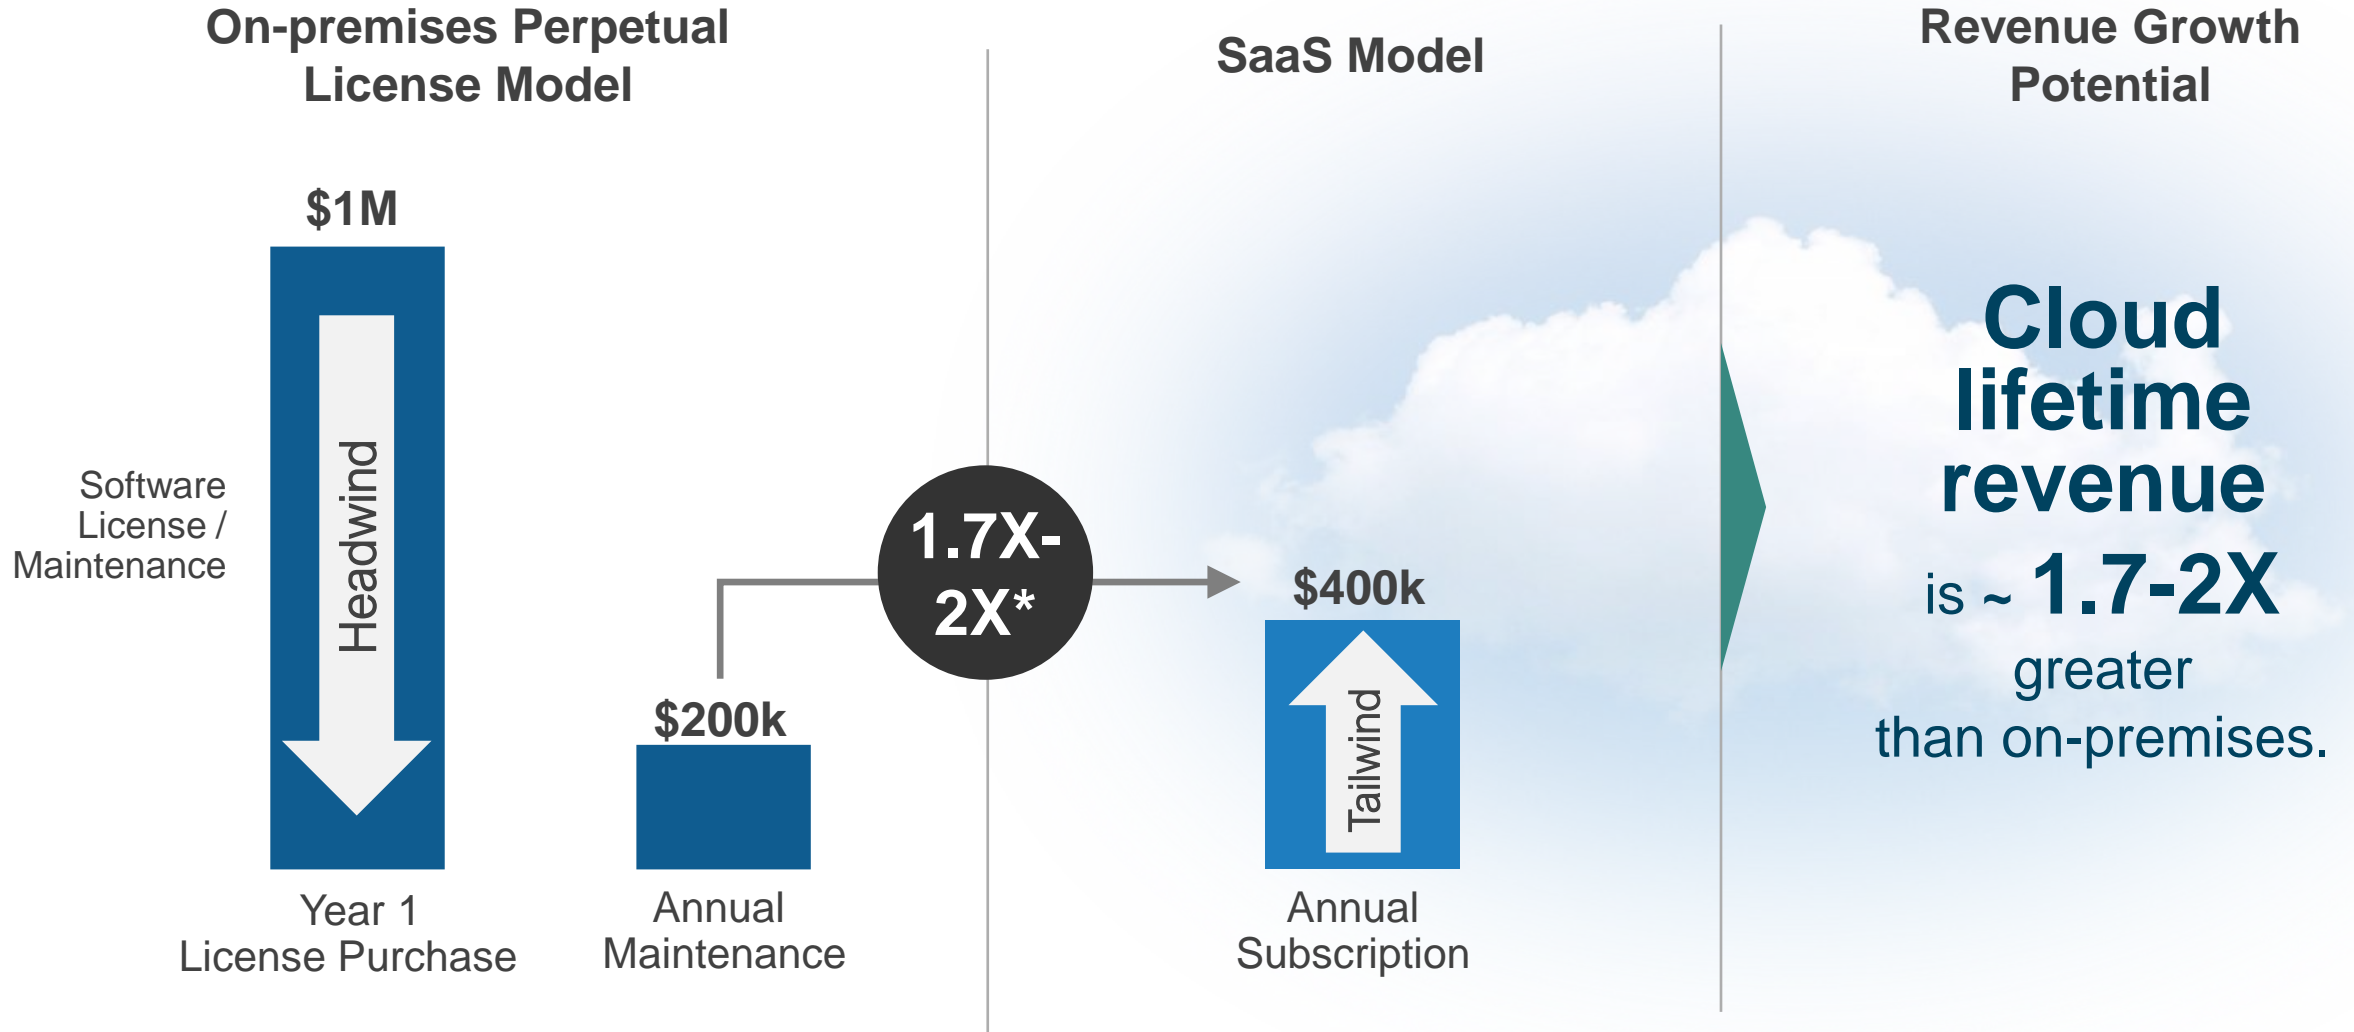 On-premises Perpetual
License Model
SaaS Model
Revenue Growth
Potential
$1M
Headwind
Software
License /
Maintenance
$200k
1.7X-
2X*
$400k
Tailwind
Year 1
License Purchase
Annual
Maintenance
Annual
Subscription
Cloud
lifetime
revenue
is ~ 1.7-2X
greater
than on-premises.